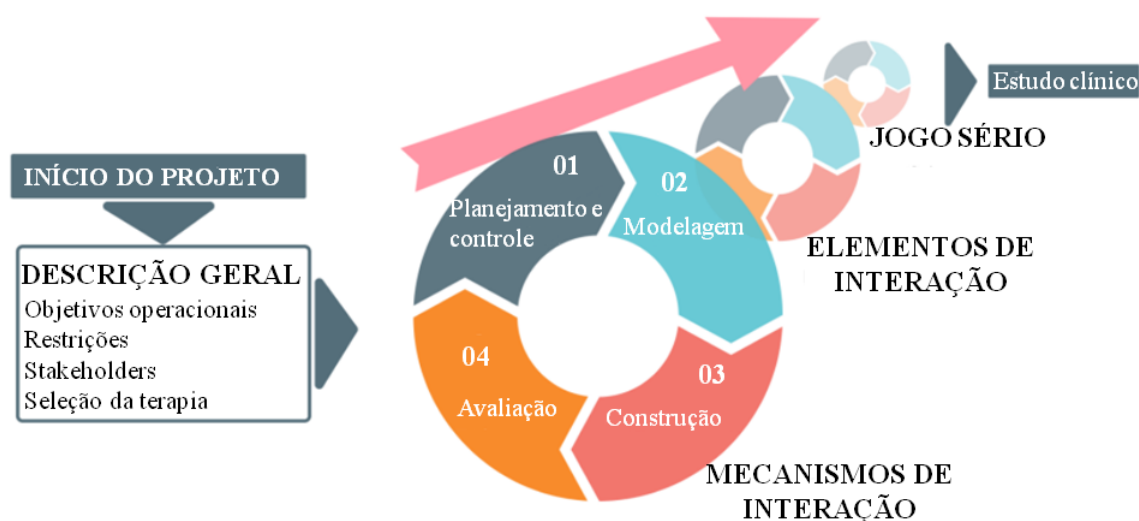 INÍCIO DO PROJETO
DESCRIÇÃO GERAL
Objetivos operacionais
Restrições
Stakeholders
Seleção da terapia
01
Planejamento e
controle
02
Modelagem
03
Construção
04
Avaliação
MECANISMOS DE
INTERAÇÃO
ELEMENTOS DE
INTERAÇÃO
JOGO SÉRIO
Estudo clínico